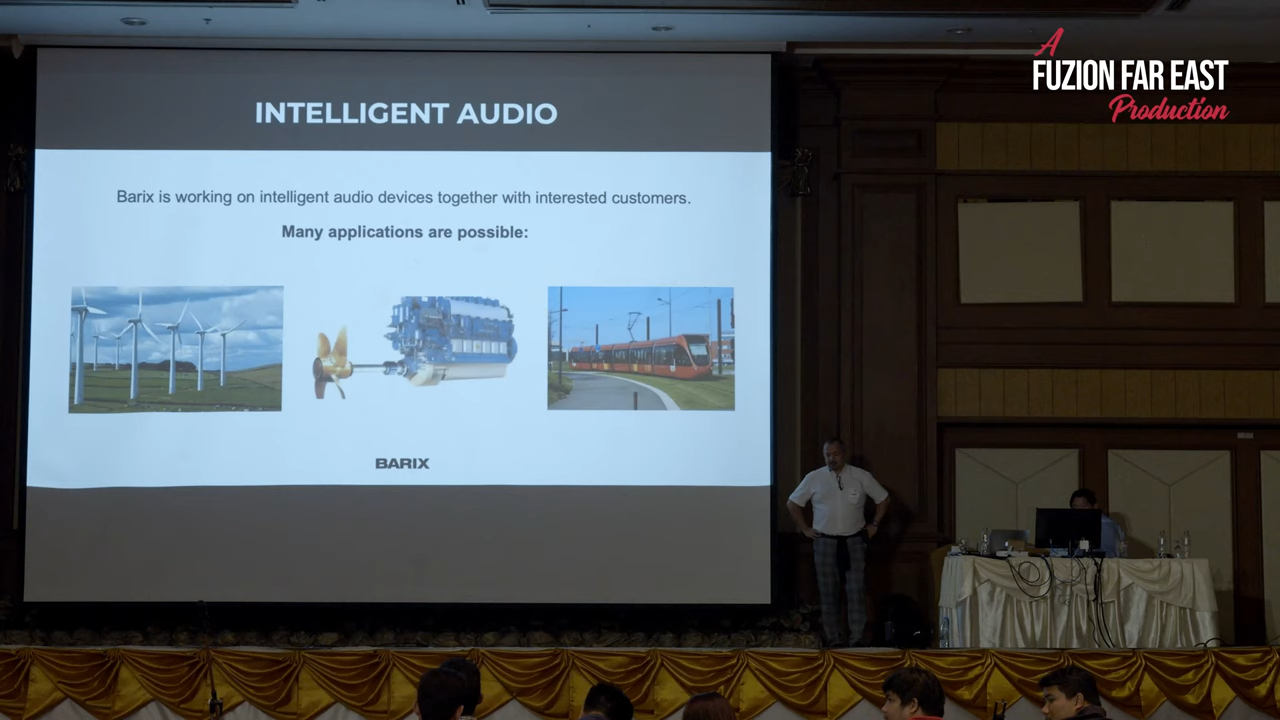 A
FUZION FAR EAST
Production
INTELLIGENT AUDIO
Barix is working on intelligent audio devices together with interested customers.
Many applications are possible:
BARIX